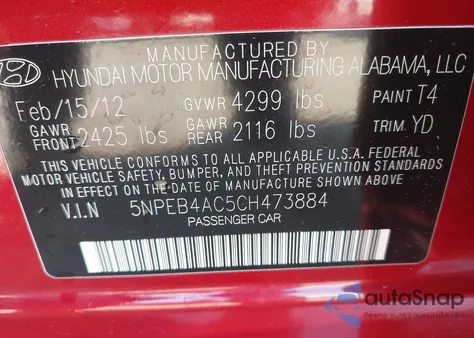 MANUFACTURED BY
HYUNDAI MOTOR MANUFACTURING ALABAMA, LLC
Feb/15/12 GVWR 4299 lbs PAINT T4
GAWR FRONT 2425 lbs GAWR REAR 2116 lbs TRIM YD
THIS VEHICLE CONFORMS TO ALL APPLICABLE U.S.A. FEDERAL
MOTOR VEHICLE SAFETY, BUMPER, AND THEFT PREVENTION STANDARDS
IN EFFECT ON THE DATE OF MANUFACTURE SHOWN ABOVE.
V.I.N 5NPEB4AC5CH473884
PASSENGER CAR
autaSnap